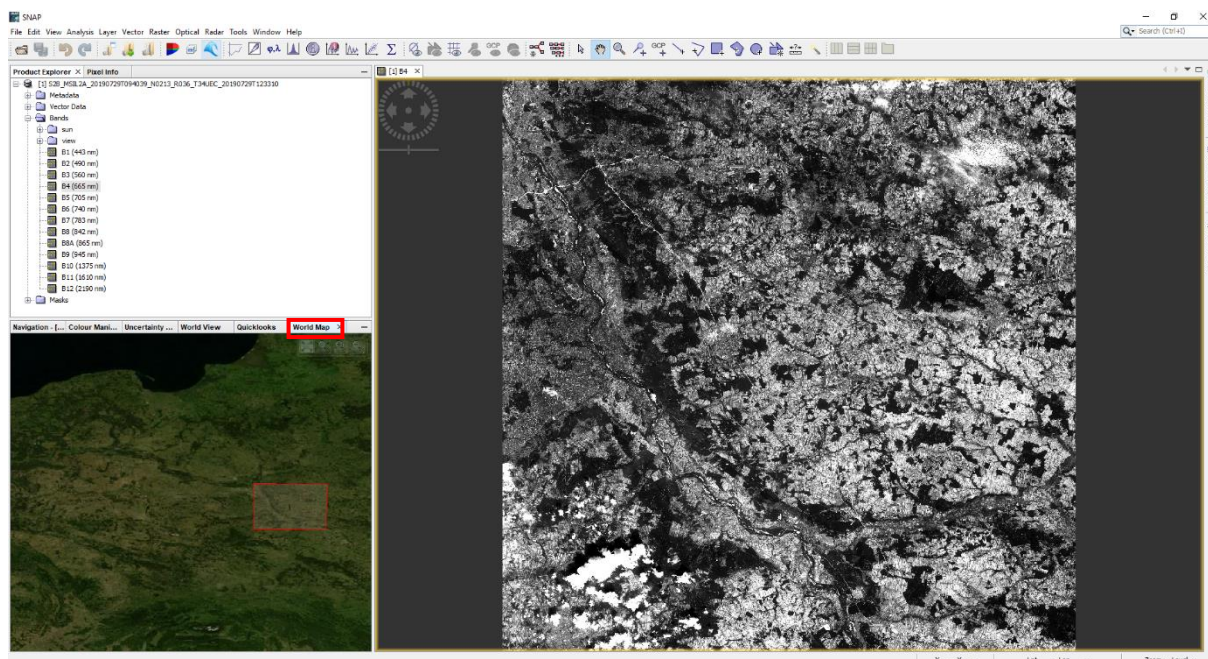 SNAP
File Edit View Analysis Layer Vector Raster Optical Radar Tools Window Help
Search (Ctrl+I)
Product Explorer × Pixel Info
[1] S2B_MSIL2A_20190729T094039_N0213_R036_T34UEC_20190729T123310
Metadata
Vector Data
Bands
sun
view
B1 (443 nm)
B2 (490 nm)
B3 (560 nm)
B4 (665 nm)
B5 (705 nm)
B6 (740 nm)
B7 (783 nm)
B8 (842 nm)
B8A (865 nm)
B9 (945 nm)
B10 (1375 nm)
B11 (1610 nm)
B12 (2190 nm)
Masks
[1] B4 ×
Navigation - [... Colour Mani... Uncertainty ... World View Quicklooks World Map ×